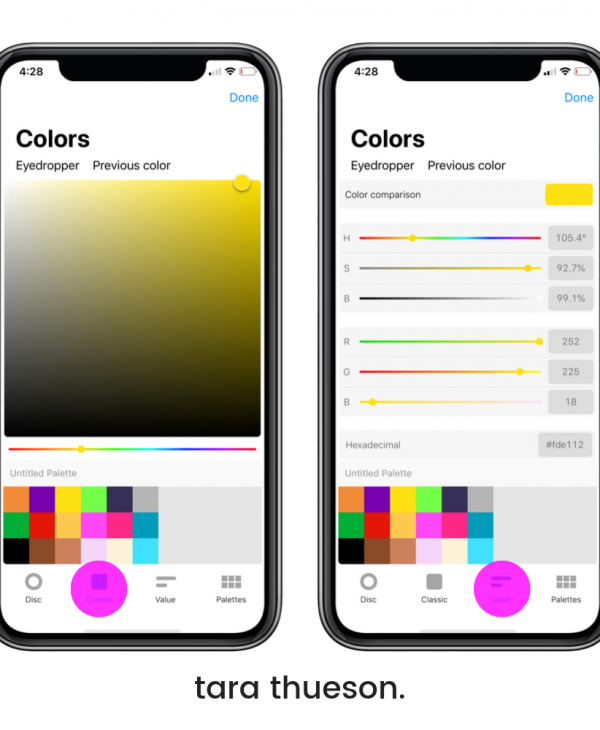 4:28
Done
Colors
Eyedropper Previous color
Untitled Palette
Disc Classic Value Palettes
4:28
Done
Colors
Eyedropper Previous color
Color comparison
H 105.4°
S 92.7%
B 99.1%
R 252
G 225
B 18
Hexadecimal #fde112
Untitled Palette
Disc Classic Value Palettes
tara thueson.